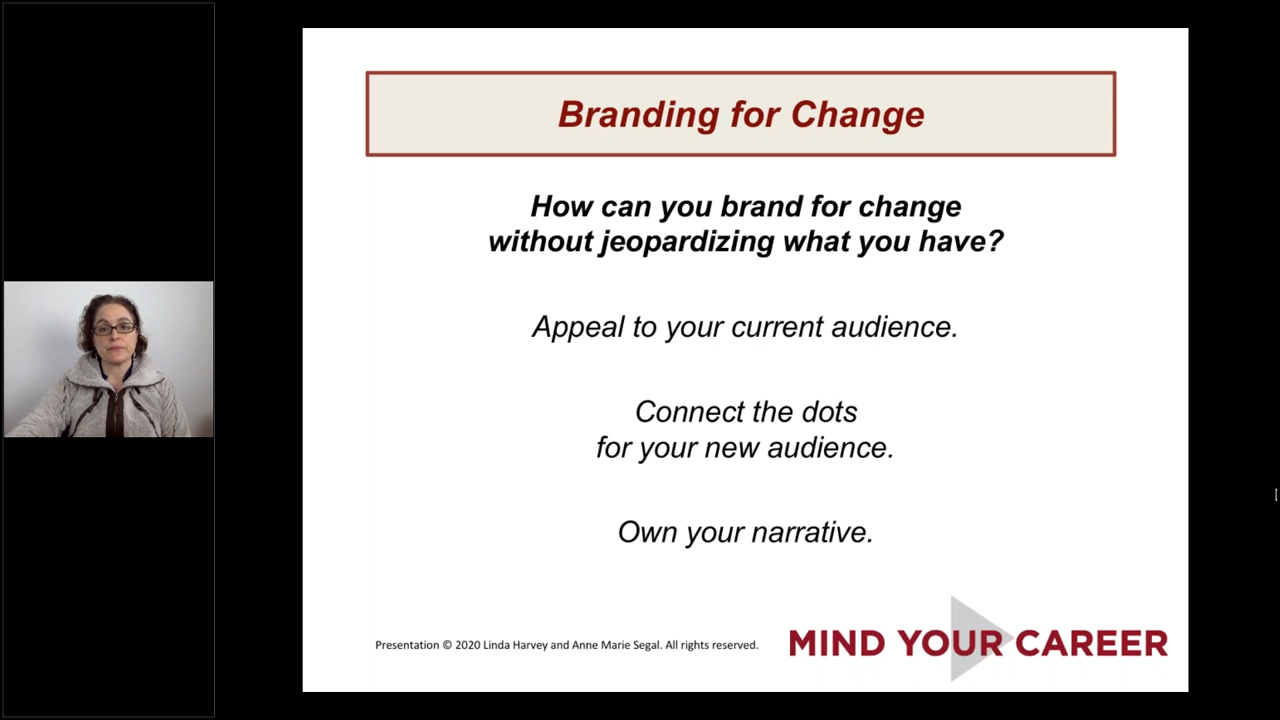 Branding for Change
How can you brand for change
without jeopardizing what you have?
Appeal to your current audience.
Connect the dots
for your new audience.
Own your narrative.
Presentation © 2020 Linda Harvey and Anne Marie Segal. All rights reserved.
MIND YOUR CAREER